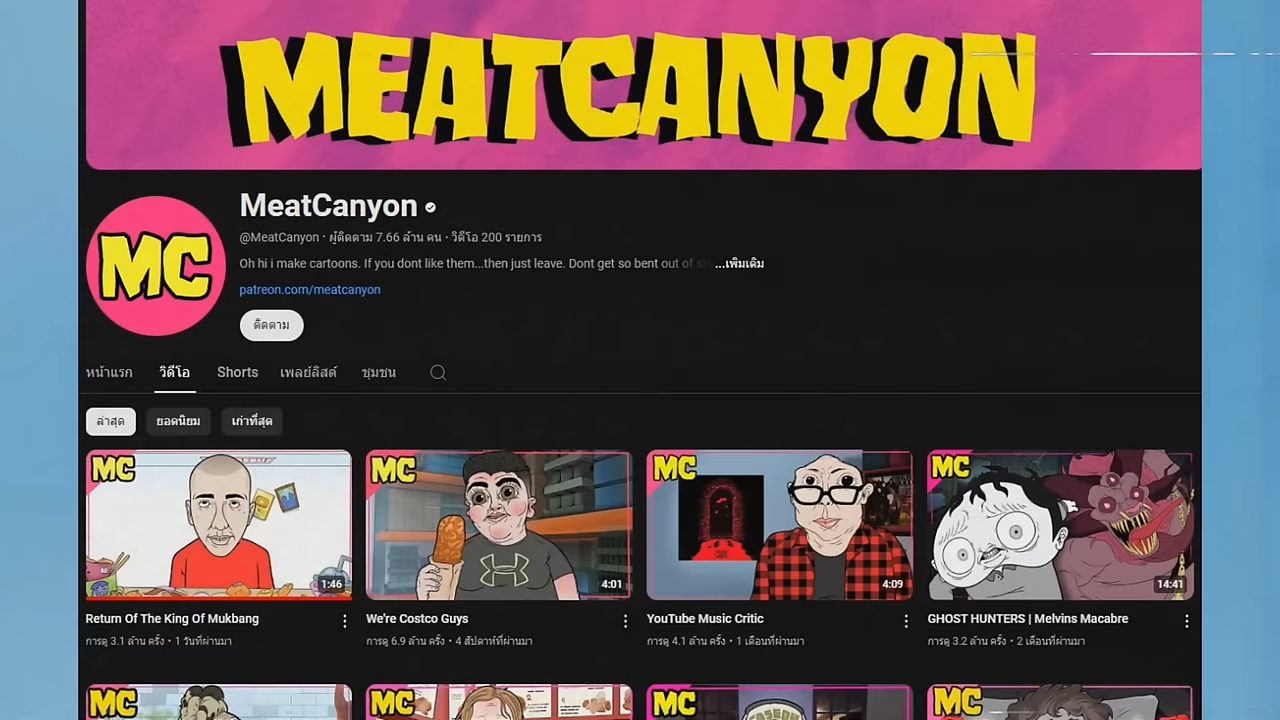 MEATCANYON
MC
MeatCanyon
@MeatCanyon · ผู้ติดตาม 7.66 ล้าน คน · วิดีโอ 200 รายการ
Oh hi i make cartoons. If you dont like them...then just leave. Dont get so bent out of ...เพิ่มเติม
patreon.com/meatcanyon
ติดตาม
หน้าแรก วิดีโอ Shorts เพลย์ลิสต์ ชุมชน
ล่าสุด ยอดนิยม เก่าที่สุด
MC MC MC MC
1:46 4:01 4:09 14:41
Return Of The King Of Mukbang We're Costco Guys YouTube Music Critic GHOST HUNTERS | Melvins Macabre
การดู 3.1 ล้าน ครั้ง · 1 วันที่ผ่านมา การดู 6.9 ล้าน ครั้ง · 4 สัปดาห์ที่ผ่านมา การดู 4.1 ล้าน ครั้ง · 1 เดือนที่ผ่านมา การดู 3.2 ล้าน ครั้ง · 2 เดือนที่ผ่านมา
MC MC MC MC